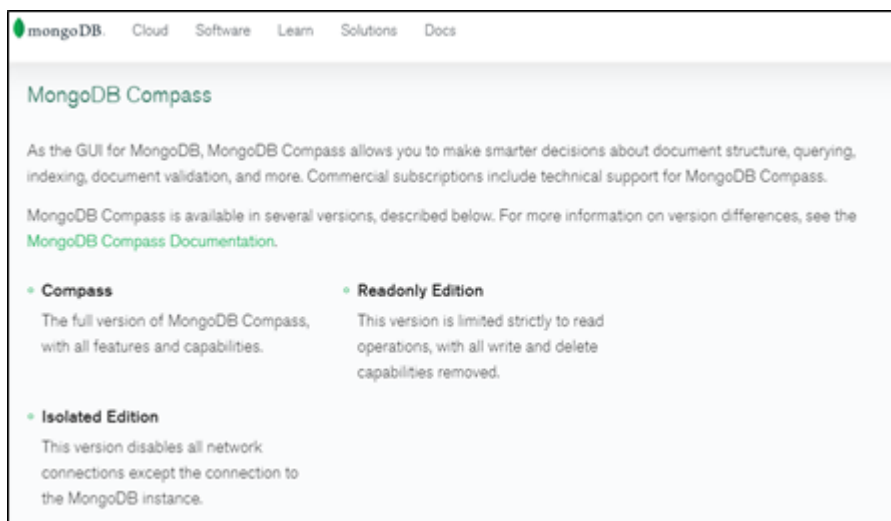 mongoDB. Cloud Software Learn Solutions Docs
MongoDB Compass
As the GUI for MongoDB, MongoDB Compass allows you to make smarter decisions about document structure, querying,
indexing, document validation, and more. Commercial subscriptions include technical support for MongoDB Compass.
MongoDB Compass is available in several versions, described below. For more information on version differences, see the
MongoDB Compass Documentation.
Compass
The full version of MongoDB Compass,
with all features and capabilities.
Readonly Edition
This version is limited strictly to read
operations, with all write and delete
capabilities removed.
Isolated Edition
This version disables all network
connections except the connection to
the MongoDB instance.